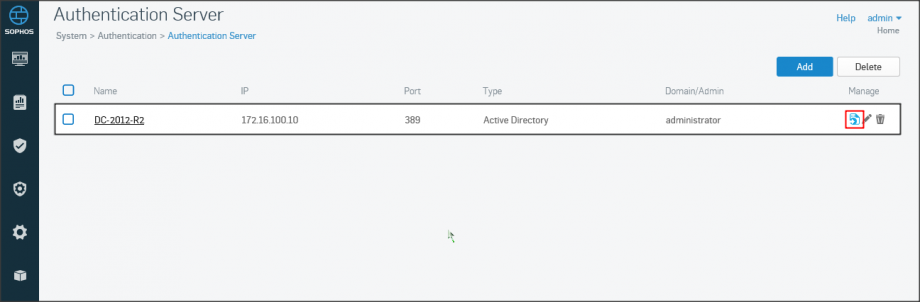 Authentication Server
Help admin
SOPHOS
System > Authentication > Authentication Server
Home
Add Delete
Name IP Port Type Domain/Admin Manage
DC-2012-R2 172.16.100.10 389 Active Directory administrator